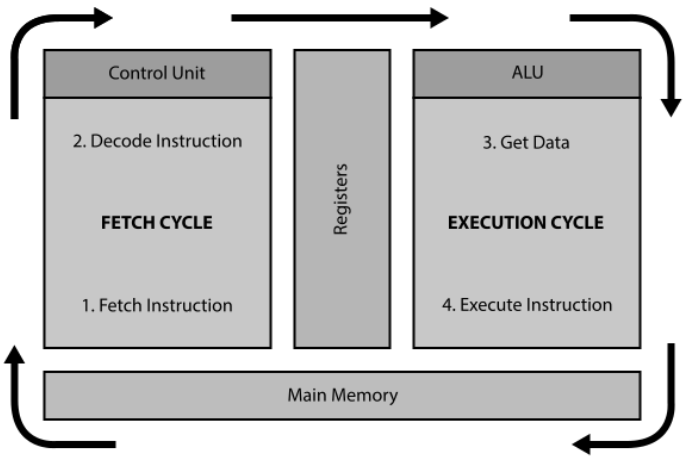 Control Unit
2. Decode Instruction
FETCH CYCLE
1. Fetch Instruction
Registers
ALU
3. Get Data
EXECUTION CYCLE
4. Execute Instruction
Main Memory